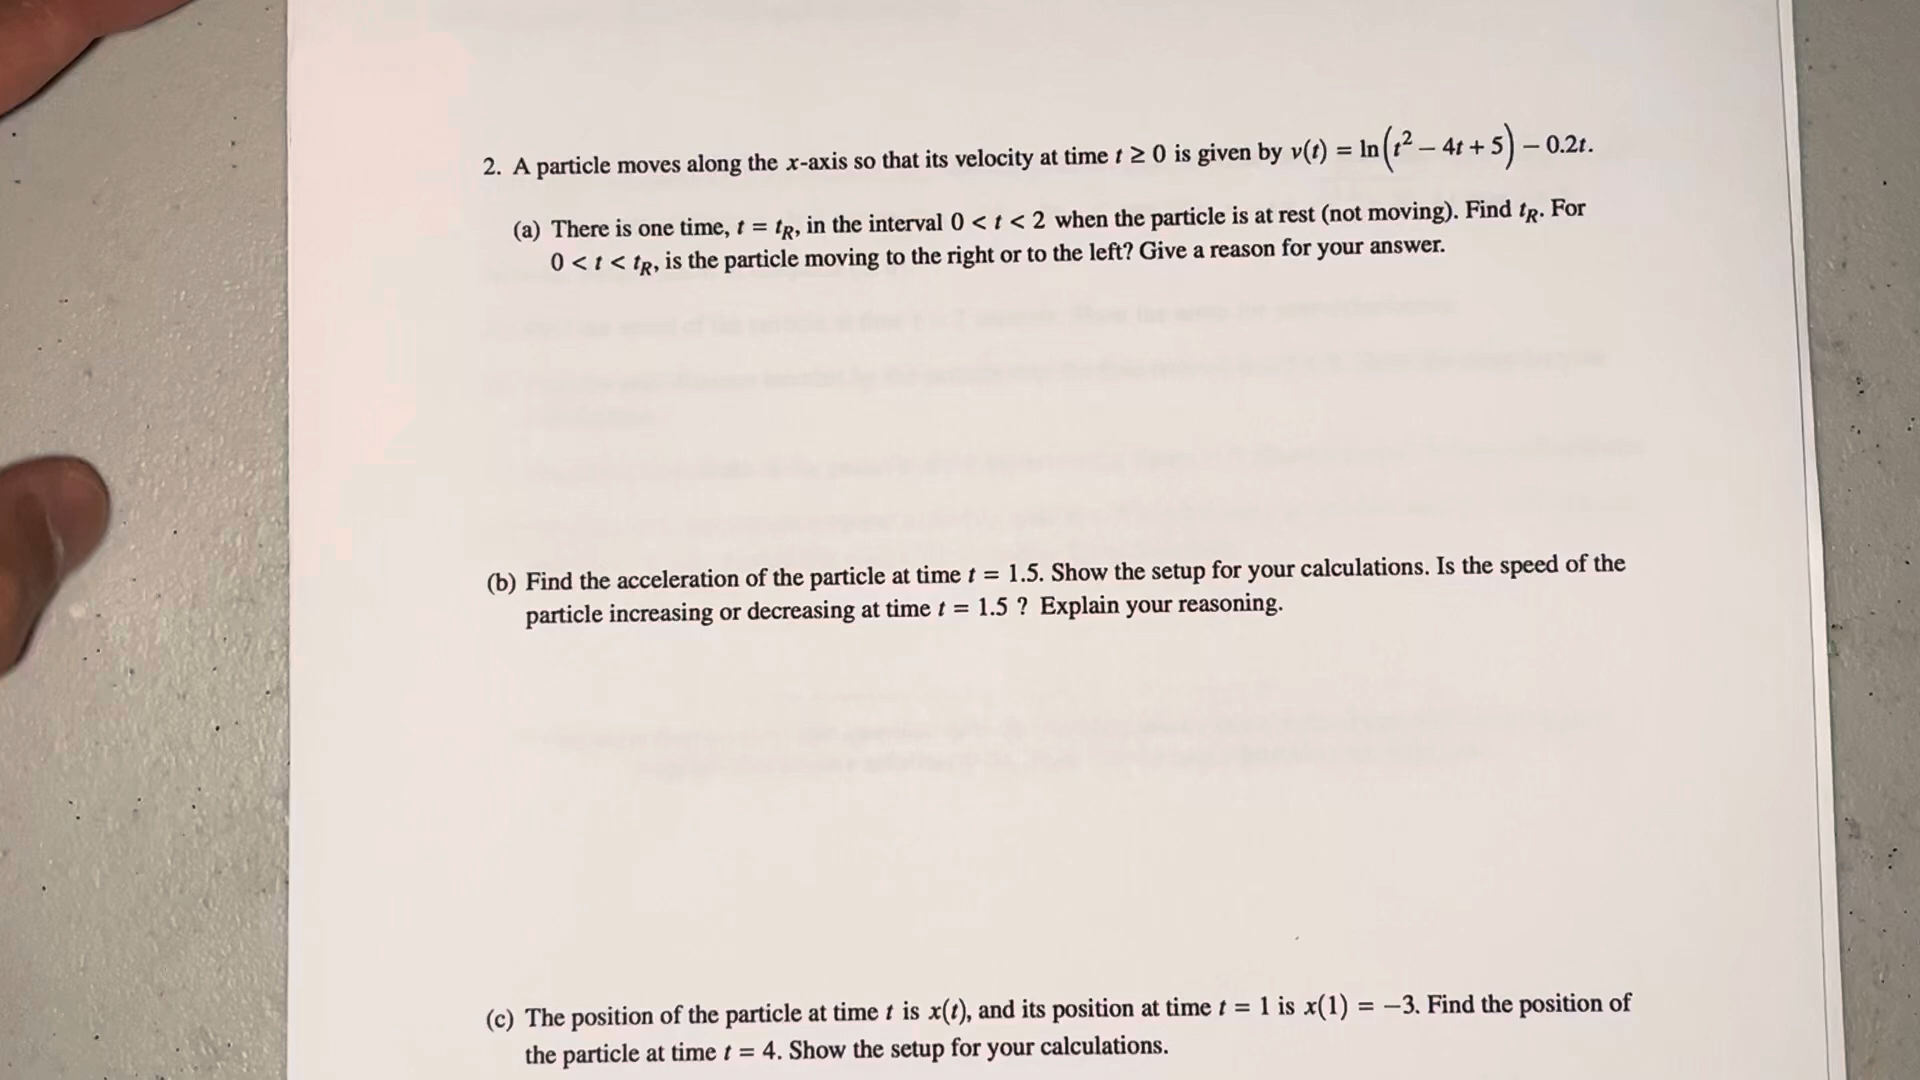 2. A particle moves along the x-axis so that its velocity at time t ≥ 0 is given by v(t) = ln(t² − 4t + 5) − 0.2t.
(a) There is one time, t = t_R, in the interval 0 < t < 2 when the particle is at rest (not moving). Find t_R. For
0 < t < t_R, is the particle moving to the right or to the left? Give a reason for your answer.
(b) Find the acceleration of the particle at time t = 1.5. Show the setup for your calculations. Is the speed of the
particle increasing or decreasing at time t = 1.5 ? Explain your reasoning.
(c) The position of the particle at time t is x(t), and its position at time t = 1 is x(1) = −3. Find the position of
the particle at time t = 4. Show the setup for your calculations.